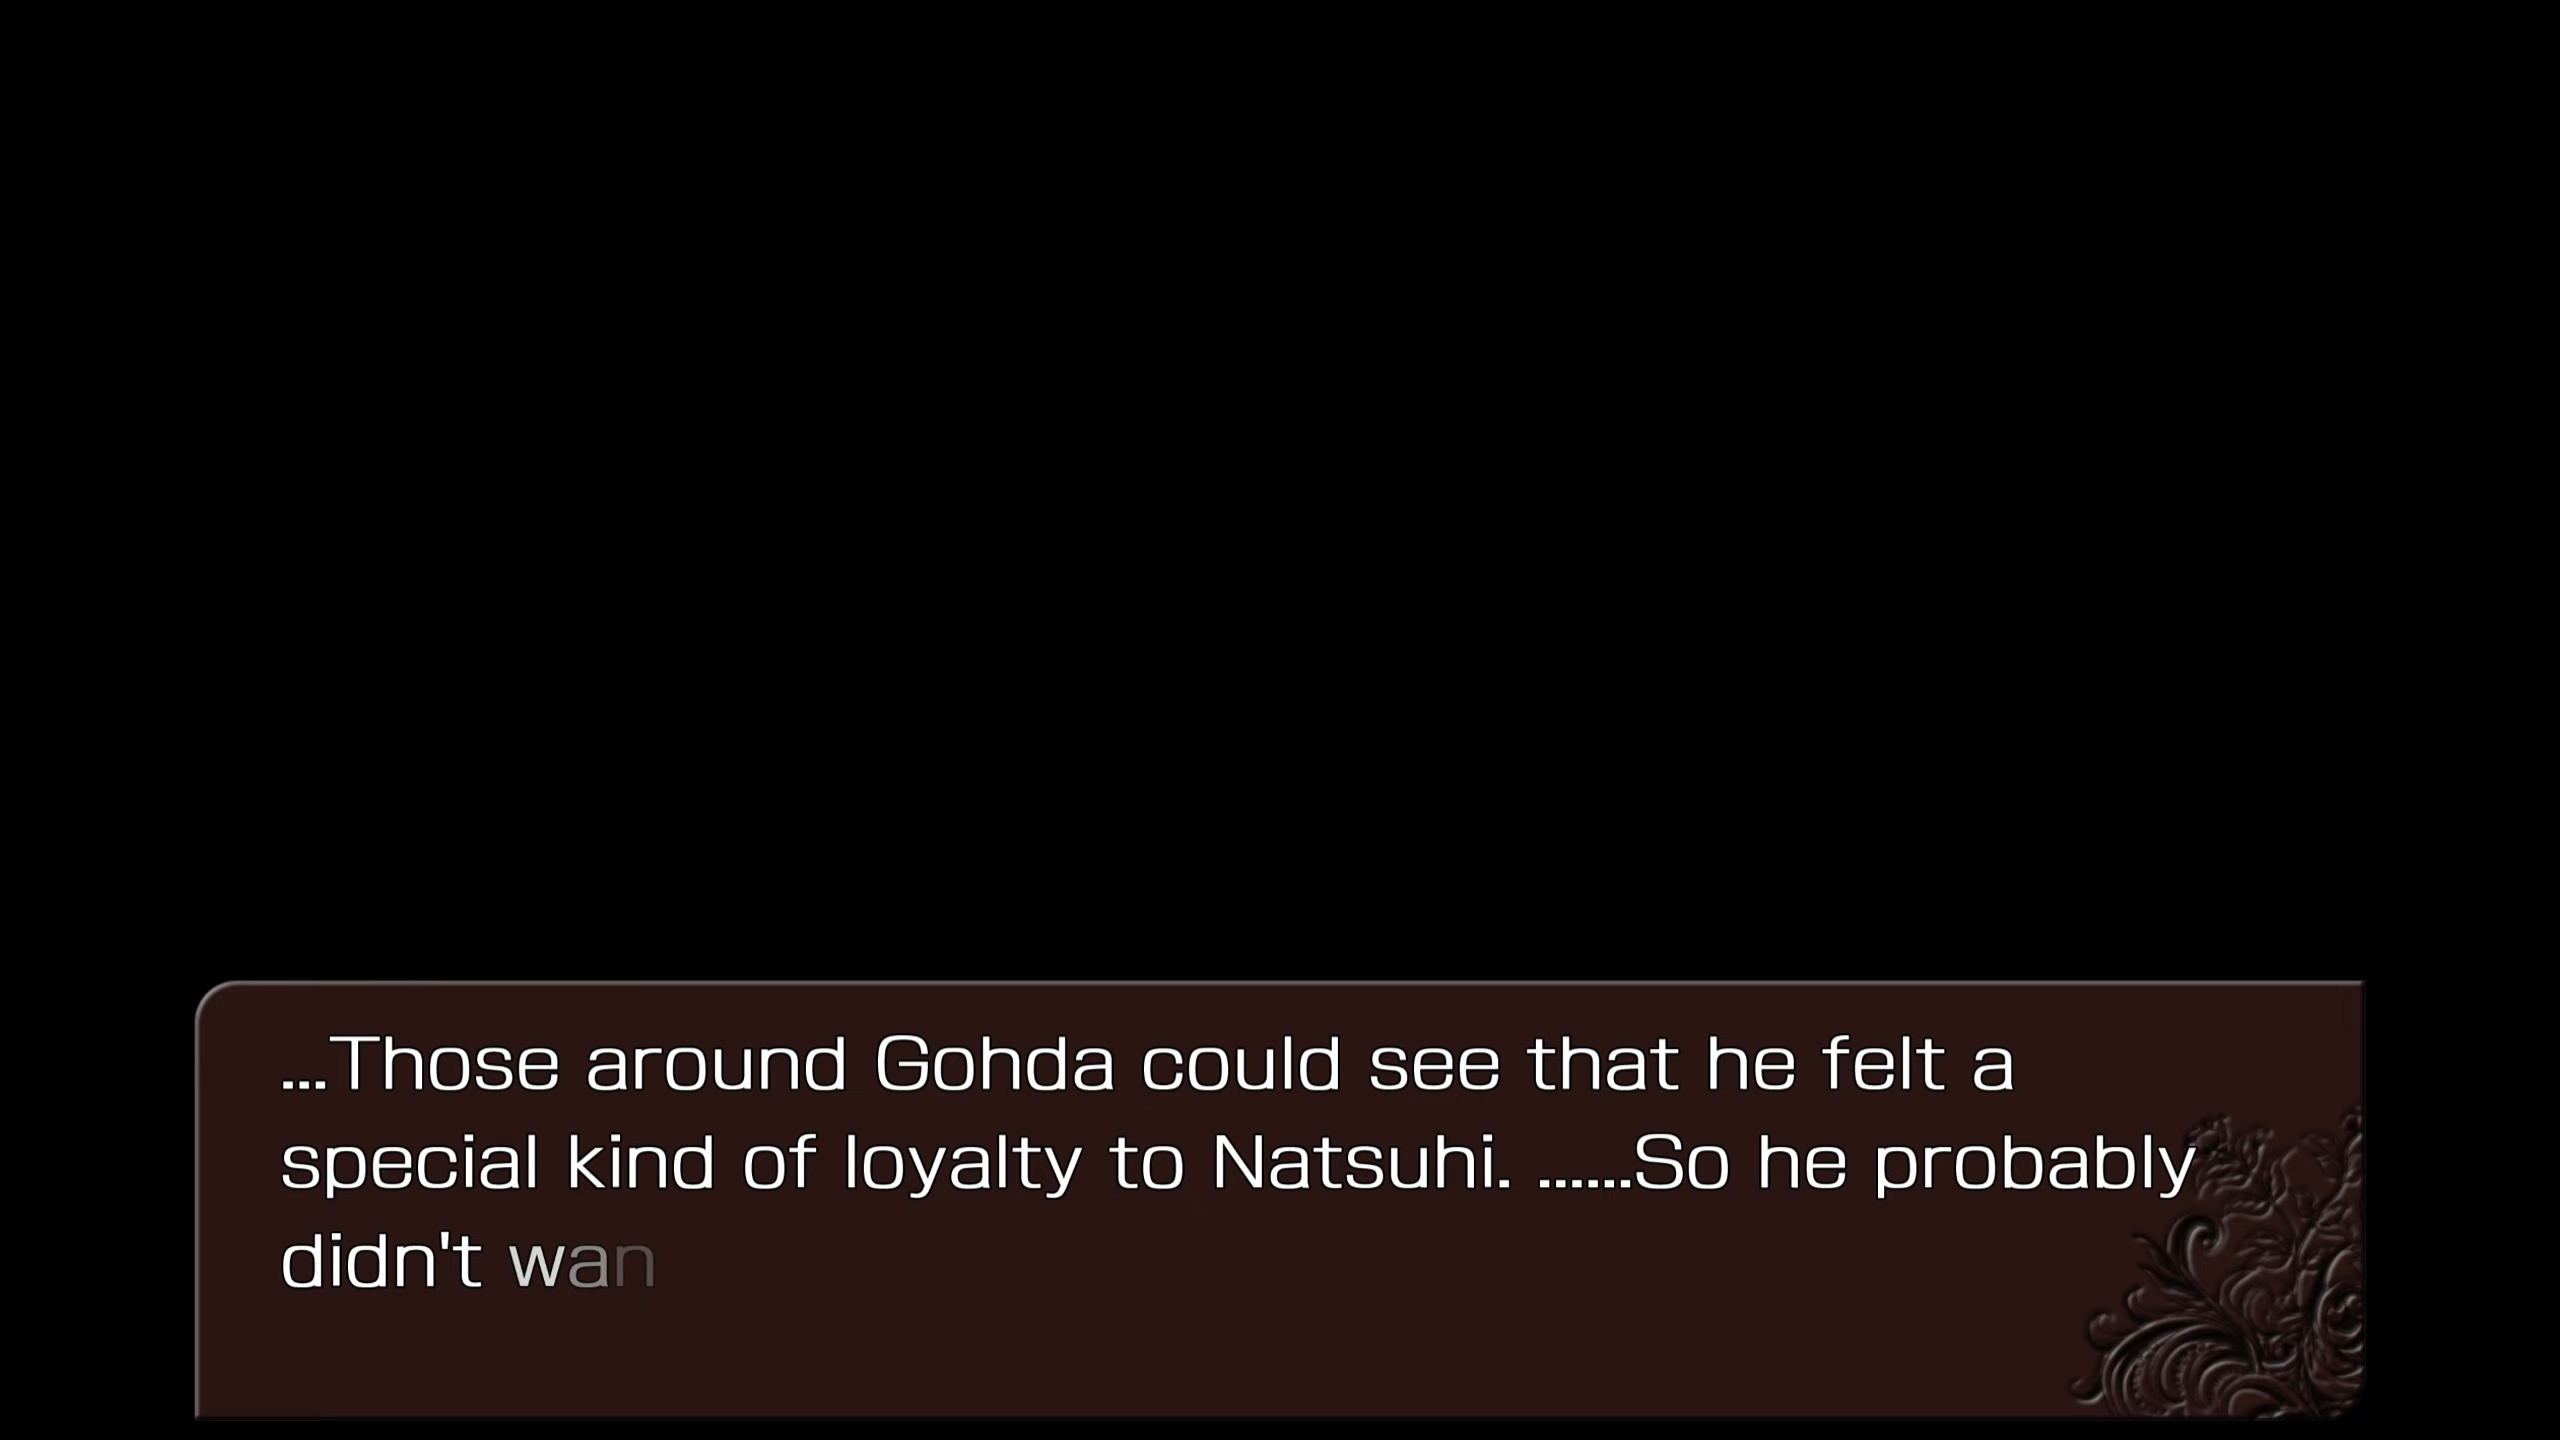 ...Those around Gohda could see that he felt a
special kind of loyalty to Natsuhi. ......So he probably
didn't wan